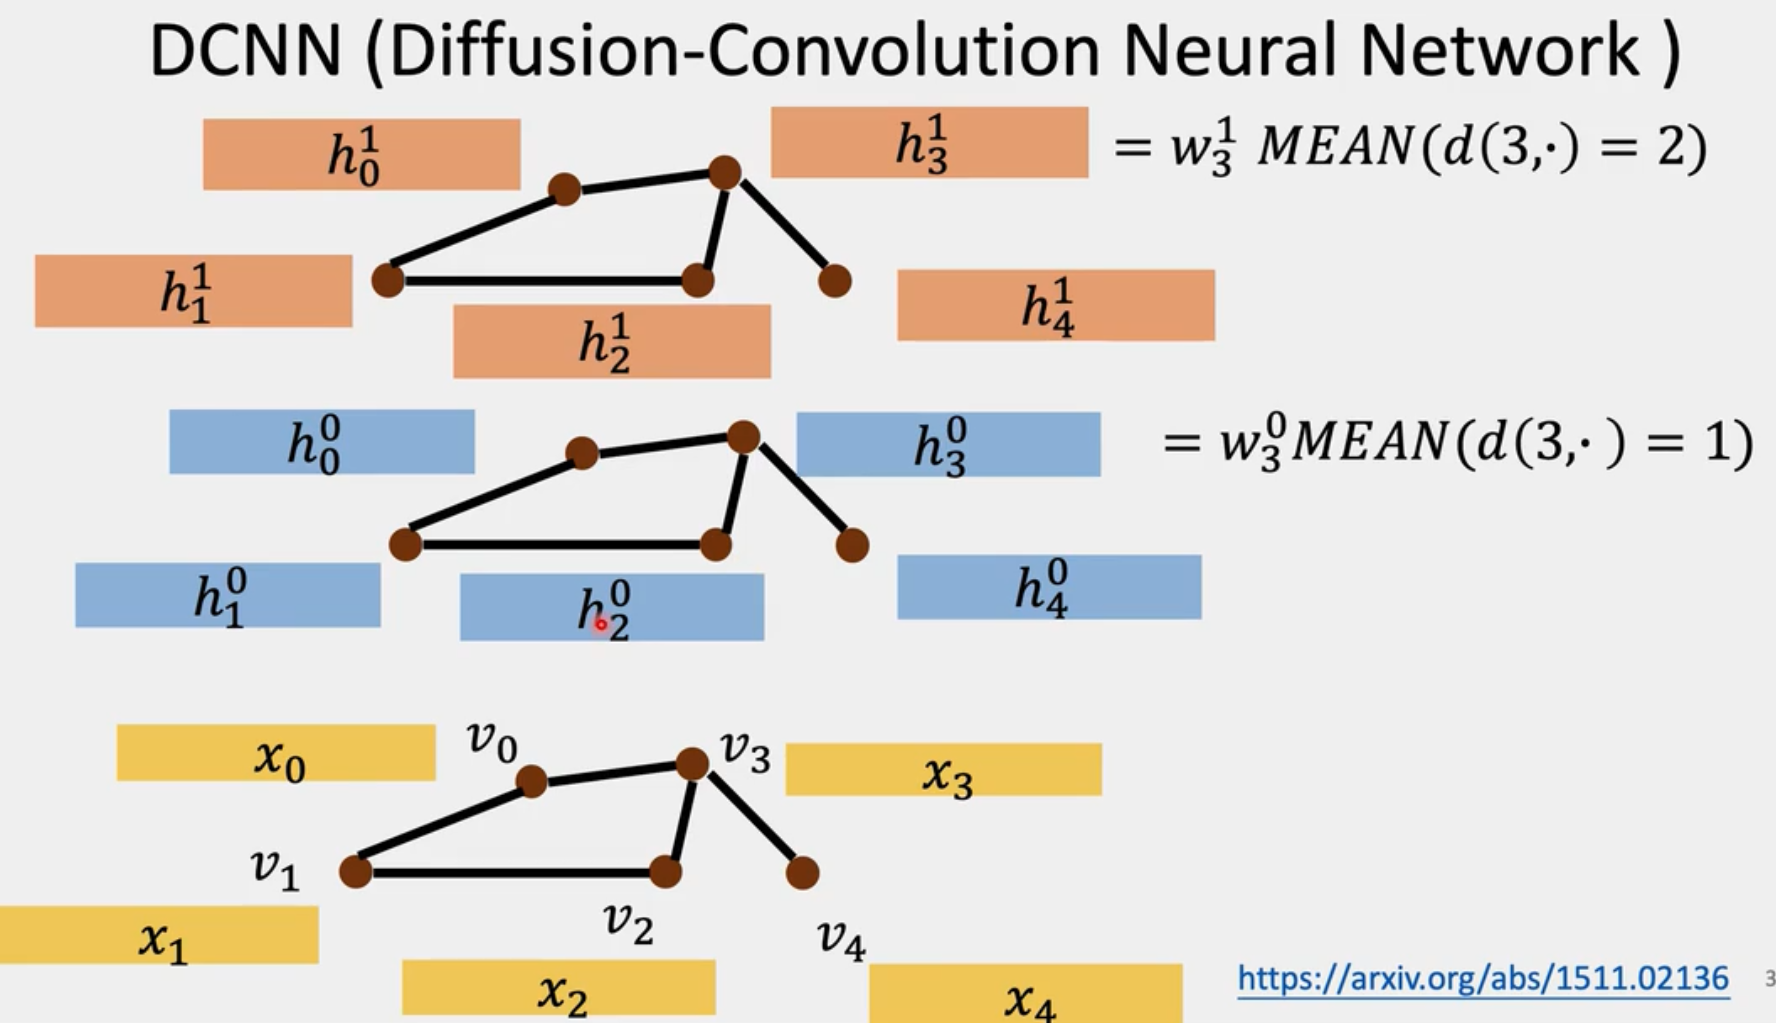 DCNN (Diffusion-Convolution Neural Network )
h_0^1
h_3^1 = w_3^1 MEAN(d(3,·) = 2)
h_1^1
h_2^1
h_4^1
h_0^0
h_3^0 = w_3^0 MEAN(d(3,· ) = 1)
h_1^0
h_2^0
h_4^0
x_0
v_0
v_3
x_3
v_1
v_2
v_4
x_1
x_2
x_4
https://arxiv.org/abs/1511.02136
3